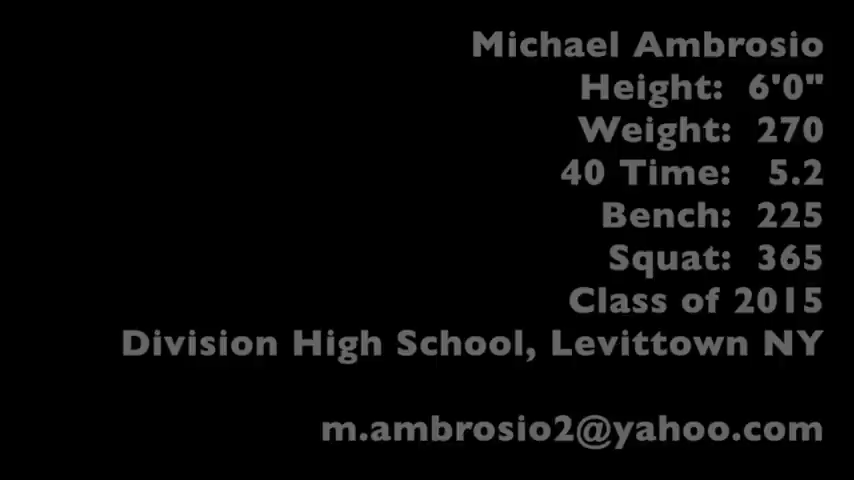 Michael Ambrosio
Height: 6'0"
Weight: 270
40 Time: 5.2
Bench: 225
Squat: 365
Class of 2015
Division High School, Levittown NY
m.ambrosio2@yahoo.com